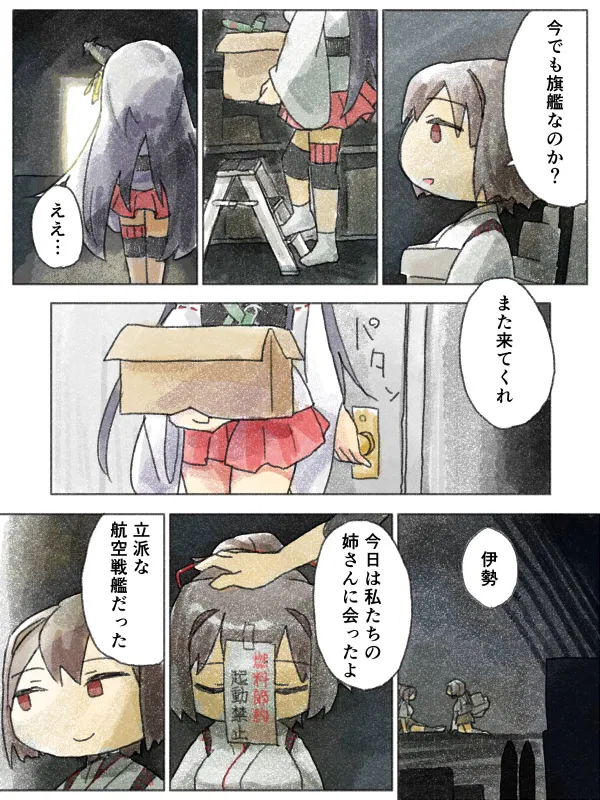 今でも旗艦なのか？
ええ…
また来てくれ
パタン
伊勢
今日は私たちの
姉さんに会ったよ
燃料節約
起動禁止
立派な
航空戦艦だった